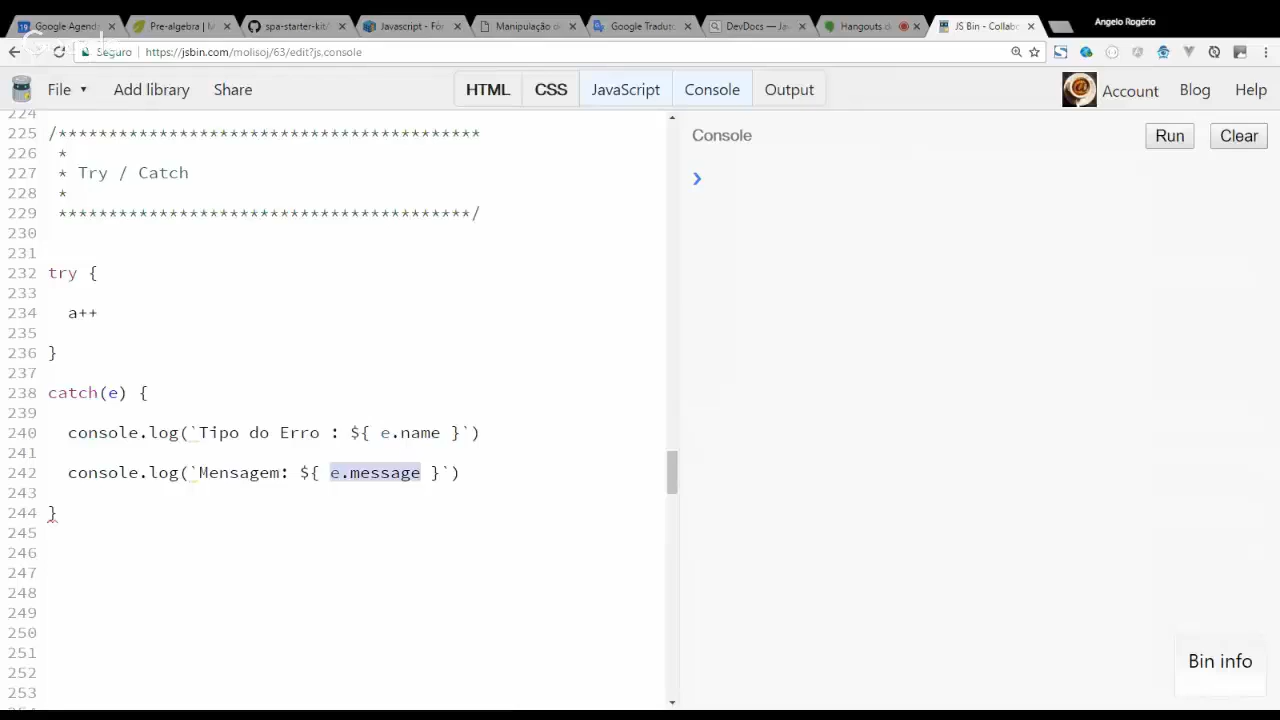 Angelo Rogério
Google Agenda
Pre-algebra | M
spa-starter-kit/
Javascript - Fór
Manipulação d
Google Tradut
DevDocs — Ja
Hangouts d
JS Bin - Collab
Google
Seguro
https://jsbin.com/molisoj/63/edit?js,console
File
Add library
Share
HTML
CSS
JavaScript
Console
Output
Account
Blog
Help
Console
Run
Clear
224
225 /******************************************
226 *
227 * Try / Catch
228 *
229 *****************************************/
230
231
232 try {
233
234 a++
235
236 }
237
238 catch(e) {
239
240 console.log(`Tipo do Erro : ${ e.name }`)
241
242 console.log(`Mensagem: ${ e.message }`)
243
244 }
245
246
247
248
249
250
251
252
253
Bin info